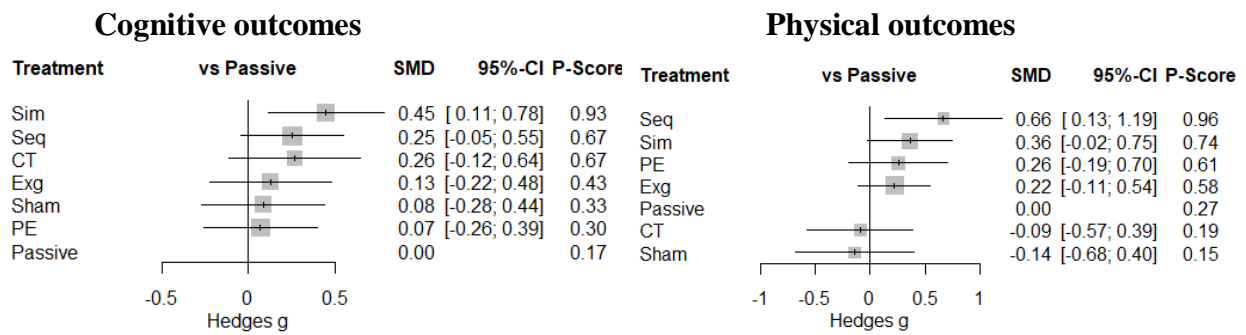 Cognitive outcomes
Treatment vs Passive SMD 95%-CI P-Score
Sim 0.45 [ 0.11; 0.78] 0.93
Seq 0.25 [-0.05; 0.55] 0.67
CT 0.26 [-0.12; 0.64] 0.67
Exg 0.13 [-0.22; 0.48] 0.43
Sham 0.08 [-0.28; 0.44] 0.33
PE 0.07 [-0.26; 0.39] 0.30
Passive 0.00 0.17
-0.5 0 0.5
Hedges g
Physical outcomes
Treatment vs Passive SMD 95%-CI P-Score
Seq 0.66 [ 0.13; 1.19] 0.96
Sim 0.36 [-0.02; 0.75] 0.74
PE 0.26 [-0.19; 0.70] 0.61
Exg 0.22 [-0.11; 0.54] 0.58
Passive 0.00 0.27
CT -0.09 [-0.57; 0.39] 0.19
Sham -0.14 [-0.68; 0.40] 0.15
-1 -0.5 0 0.5 1
Hedges g